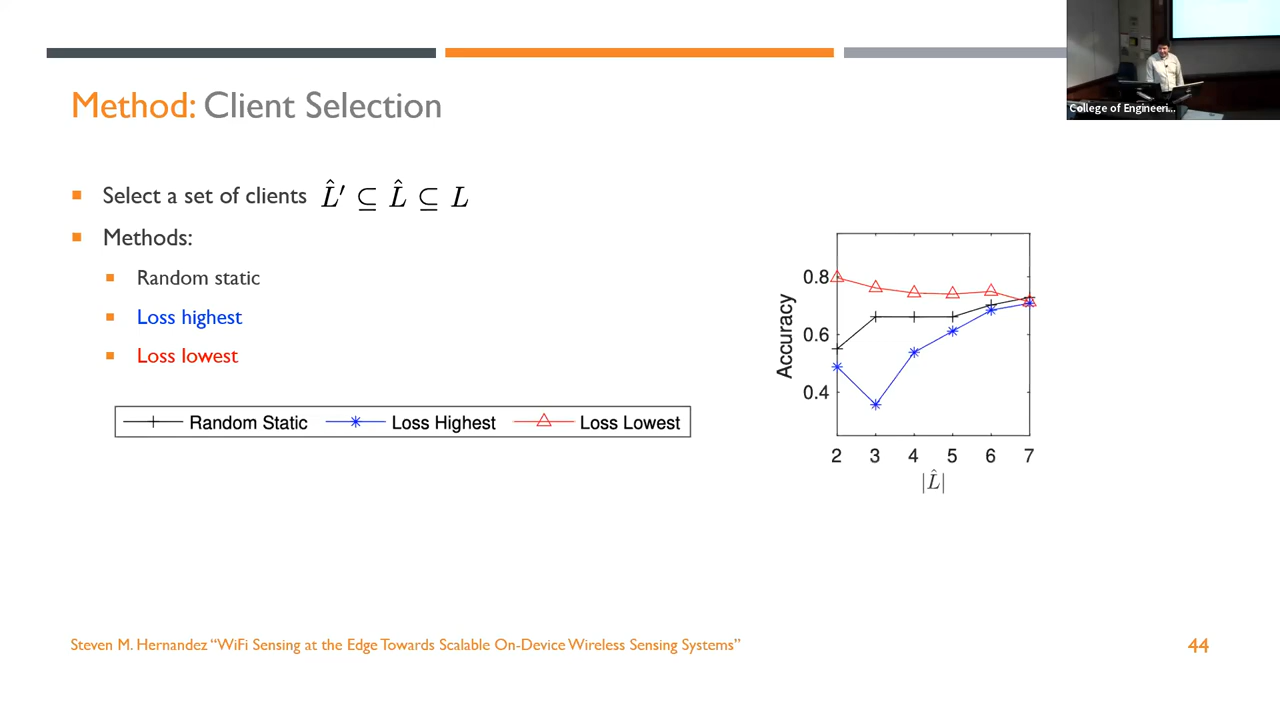 College of Engineeri...
Method: Client Selection
Select a set of clients L̂′ ⊆ L̂ ⊆ L
Methods:
Random static
Loss highest
Loss lowest
Random Static Loss Highest Loss Lowest
0.8
0.6
0.4
Accuracy
2 3 4 5 6 7
|L̂|
Steven M. Hernandez “WiFi Sensing at the Edge Towards Scalable On-Device Wireless Sensing Systems”
44